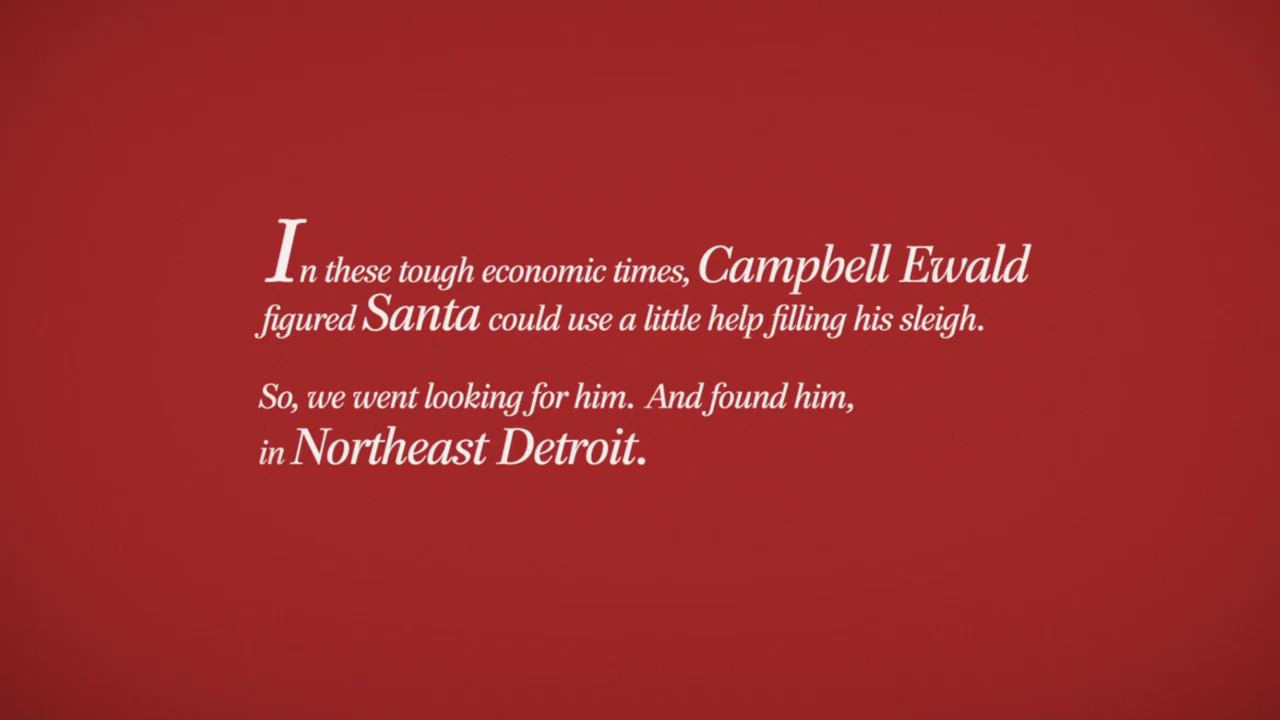 In these tough economic times, Campbell Ewald
figured Santa could use a little help filling his sleigh.
So, we went looking for him. And found him,
in Northeast Detroit.